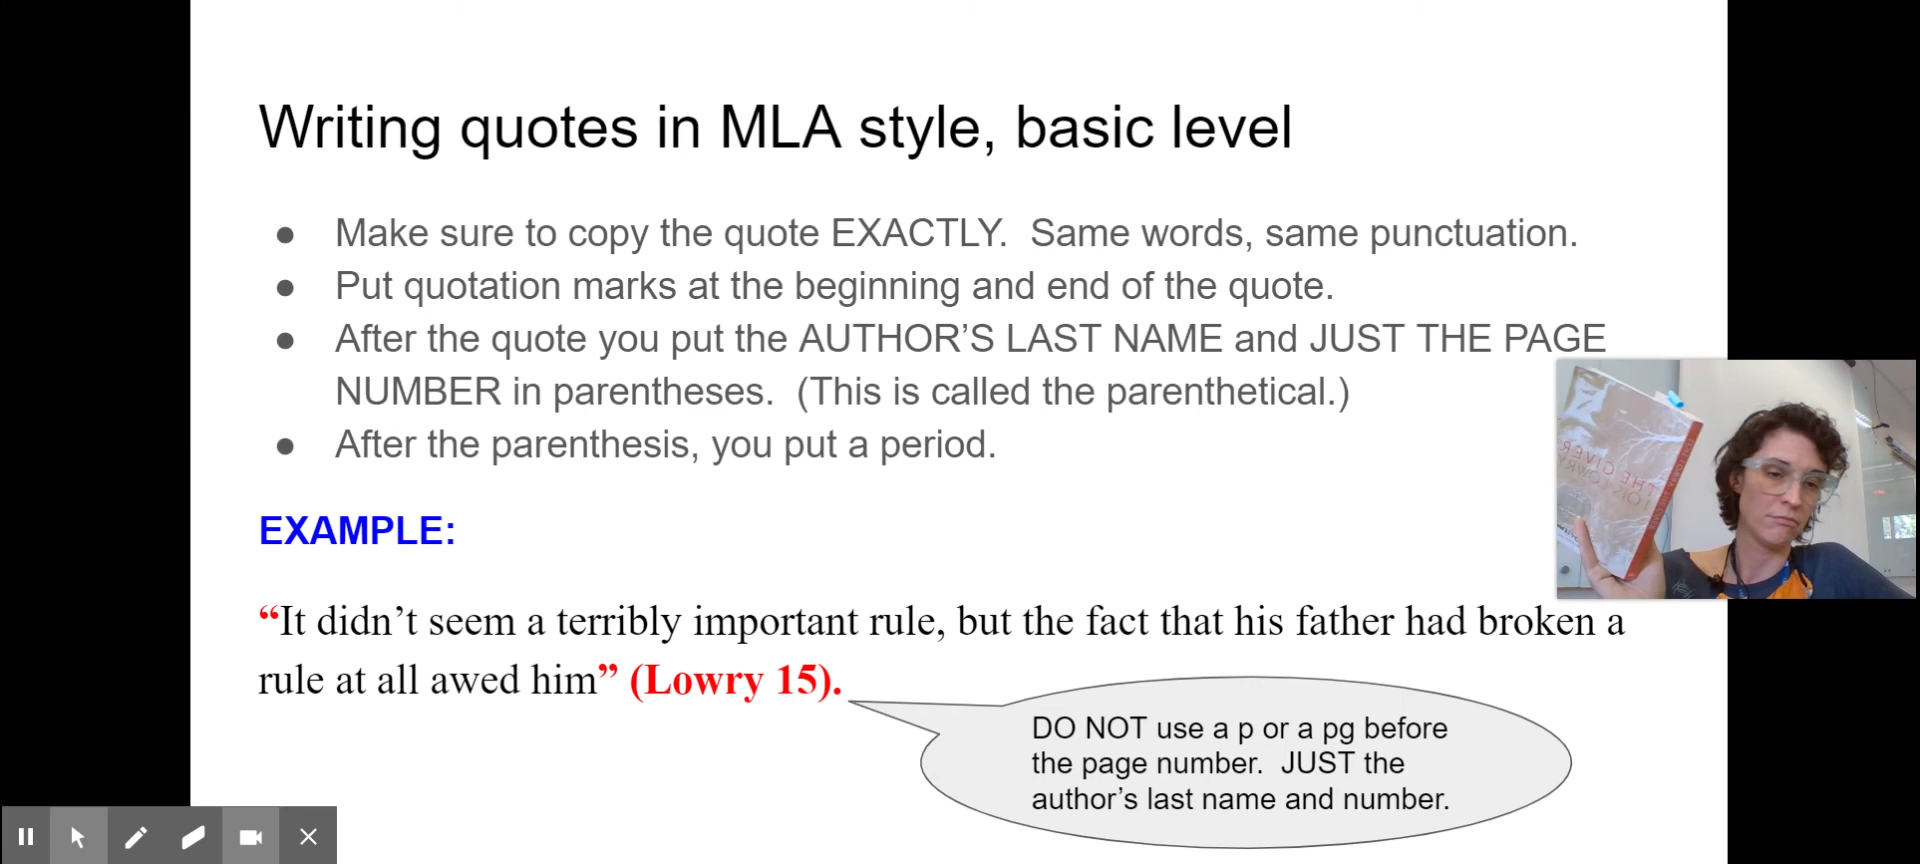 Writing quotes in MLA style, basic level
● Make sure to copy the quote EXACTLY.  Same words, same punctuation.
● Put quotation marks at the beginning and end of the quote.
● After the quote you put the AUTHOR’S LAST NAME and JUST THE PAGE
NUMBER in parentheses.  (This is called the parenthetical.)
● After the parenthesis, you put a period.
EXAMPLE:
THE GIVER
LOIS LOWRY
“It didn’t seem a terribly important rule, but the fact that his father had broken a
rule at all awed him” (Lowry 15).
DO NOT use a p or a pg before
the page number.  JUST the
author’s last name and number.